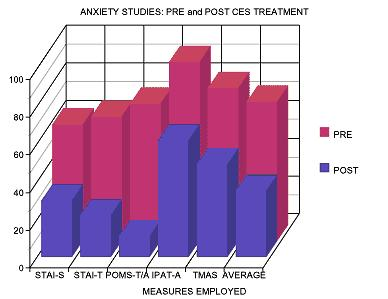 ANXIETY STUDIES: PRE and POST CES TREATMENT
100
80
60
40
20
0
STAI-S STAI-T POMS-T/A IPAT-A TMAS AVERAGE
MEASURES EMPLOYED
PRE
POST